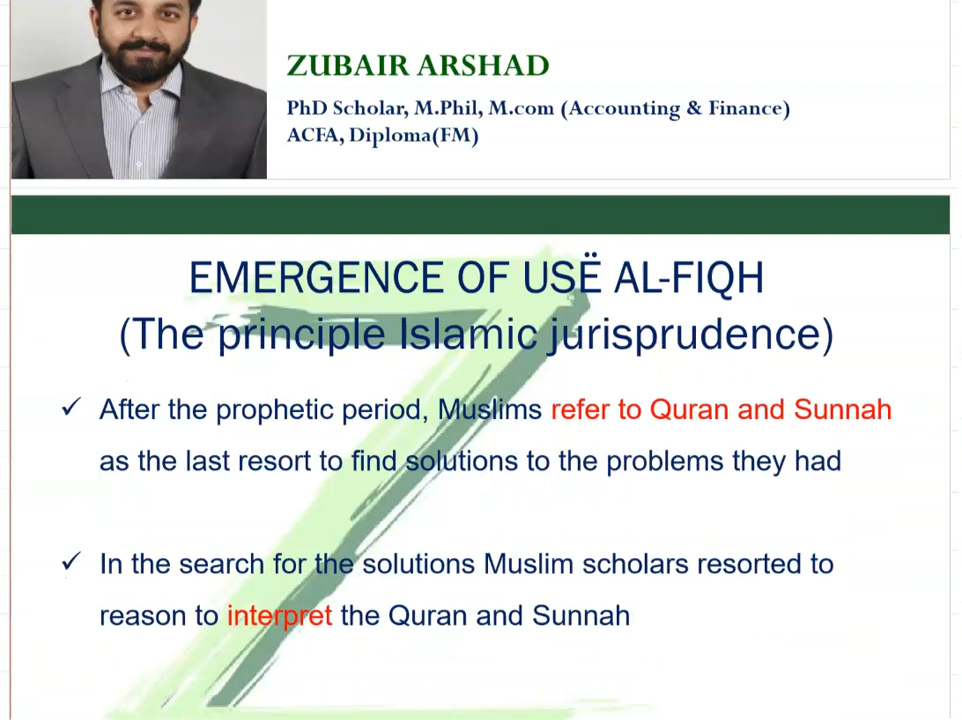 ZUBAIR ARSHAD
PhD Scholar, M.Phil, M.com (Accounting & Finance)
ACFA, Diploma(FM)
EMERGENCE OF USË AL-FIQH
(The principle Islamic jurisprudence)
✓ After the prophetic period, Muslims refer to Quran and Sunnah
as the last resort to find solutions to the problems they had
✓ In the search for the solutions Muslim scholars resorted to
reason to interpret the Quran and Sunnah